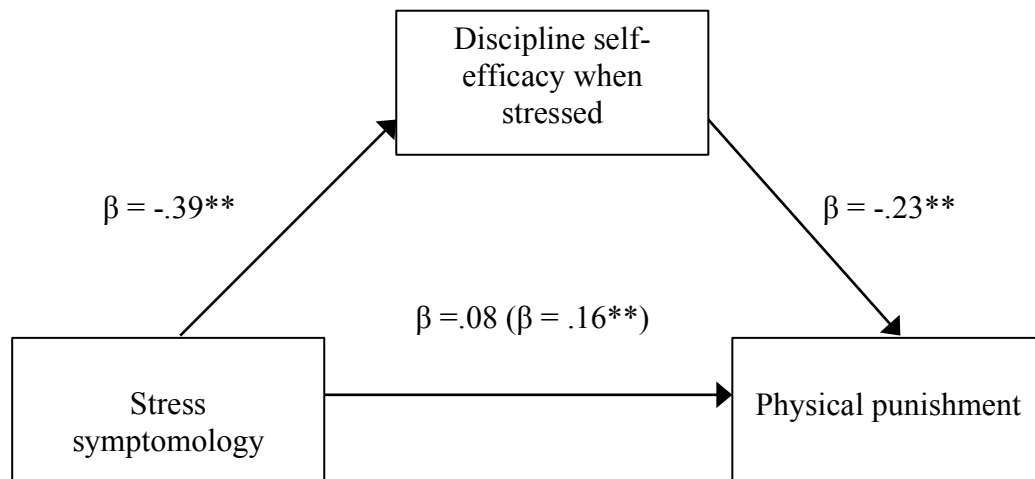 Discipline self-
efficacy when
stressed
β = -.39**
β = -.23**
β =.08 (β = .16**)
Stress
symptomology
Physical punishment